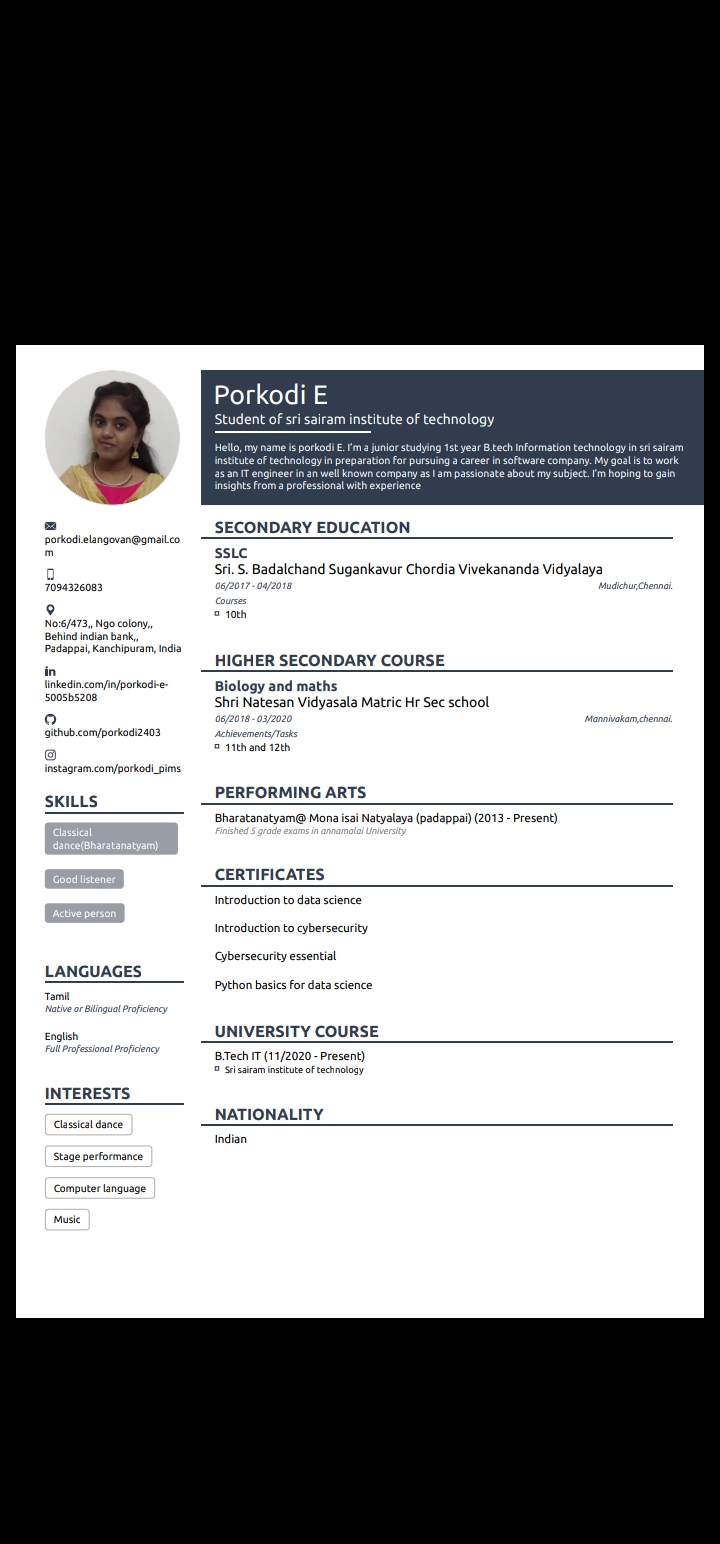 Porkodi E
Student of sri sairam institute of technology
Hello, my name is porkodi E. I'm a junior studying 1st year B.tech Information technology in sri sairam
institute of technology in preparation for pursuing a career in software company. My goal is to work
as an IT engineer in an well known company as I am passionate about my subject. I'm hoping to gain
insights from a professional with experience
porkodi.elangovan@gmail.co
m
7094326083
No:6/473,, Ngo colony,,
Behind indian bank,,
Padappai, Kanchipuram, India
linkedin.com/in/porkodi-e-
5005b5208
github.com/porkodi2403
instagram.com/porkodi_pims
SKILLS
Classical
dance(Bharatanatyam)
Good listener
Active person
LANGUAGES
Tamil
Native or Bilingual Proficiency
English
Full Professional Proficiency
INTERESTS
Classical dance
Stage performance
Computer language
Music
SECONDARY EDUCATION
SSLC
Sri. S. Badalchand Sugankavur Chordia Vivekananda Vidyalaya
06/2017 - 04/2018 Mudichur,Chennai.
Courses
10th
HIGHER SECONDARY COURSE
Biology and maths
Shri Natesan Vidyasala Matric Hr Sec school
06/2018 - 03/2020 Mannivakam,chennai.
Achievements/Tasks
11th and 12th
PERFORMING ARTS
Bharatanatyam@ Mona isai Natyalaya (padappai) (2013 - Present)
Finished 5 grade exams in annamalai University
CERTIFICATES
Introduction to data science
Introduction to cybersecurity
Cybersecurity essential
Python basics for data science
UNIVERSITY COURSE
B.Tech IT (11/2020 - Present)
Sri sairam institute of technology
NATIONALITY
Indian